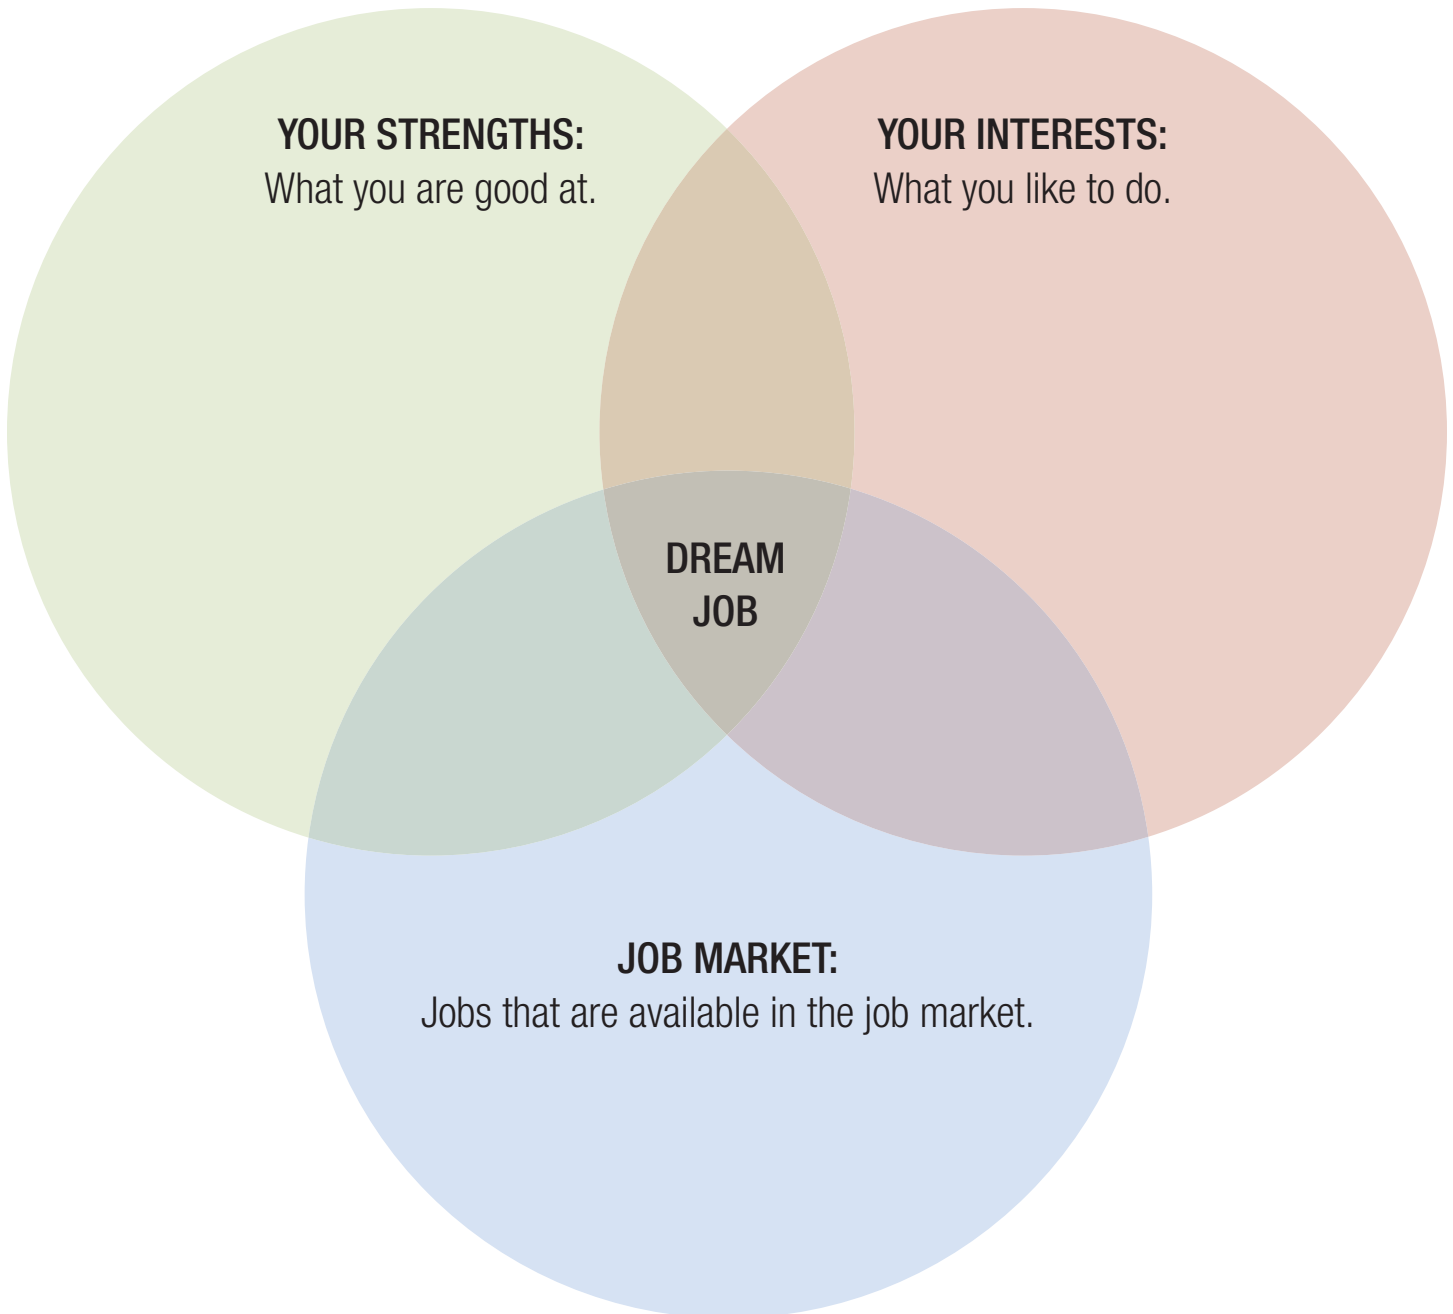 YOUR STRENGTHS:
What you are good at.
YOUR INTERESTS:
What you like to do.
DREAM
JOB
JOB MARKET:
Jobs that are available in the job market.